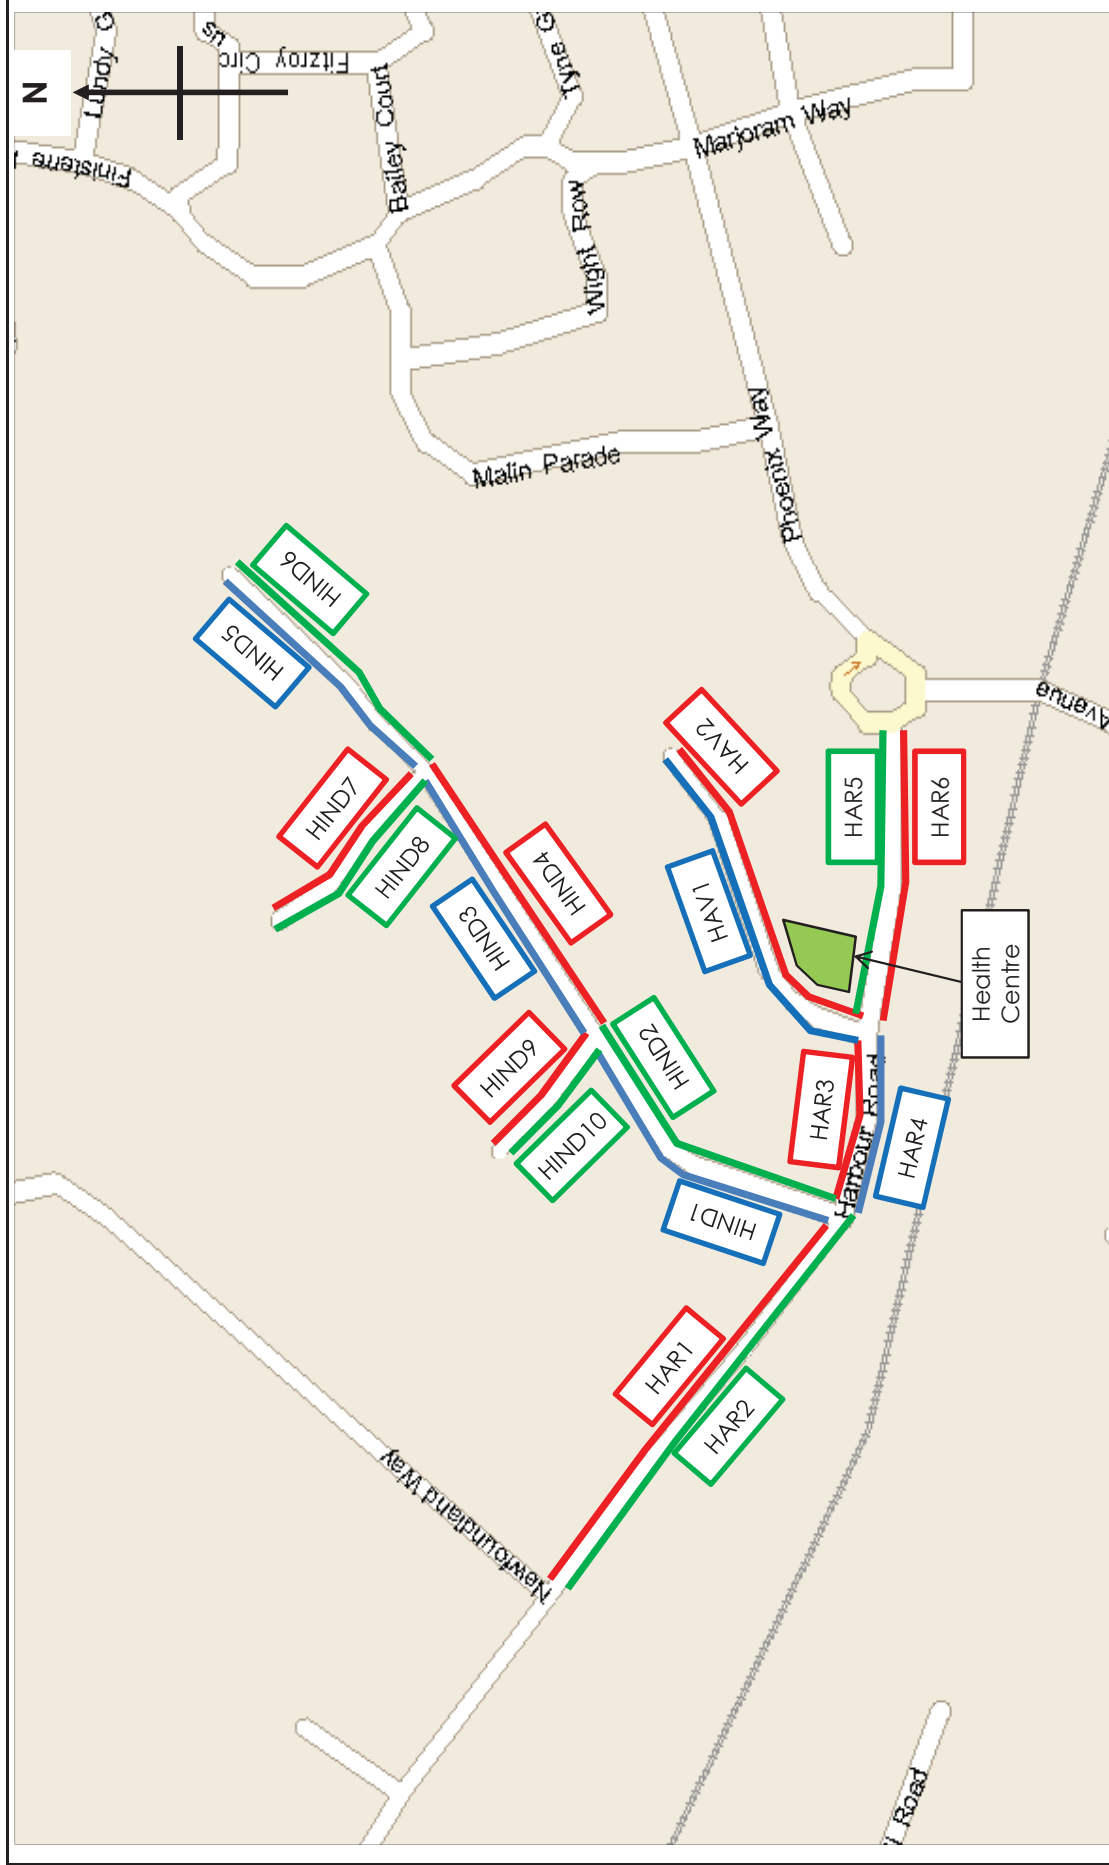 N
Lundy G
us
Fitzroy Circ
Finisterre
Bailey Court
Tyne G
Marjoram Way
Wight Row
Malin Parade
Phoenix Way
HIND6
HIND5
HIND7
HIND8
HIND4
HIND3
HAV2
HAV1
HAR5
HAR6
Avenue
Health
Centre
HIND9
HIND10
HIND2
HIND1
HAR3
Harbour Road
HAR4
HAR1
HAR2
Newfoundland Way
Road